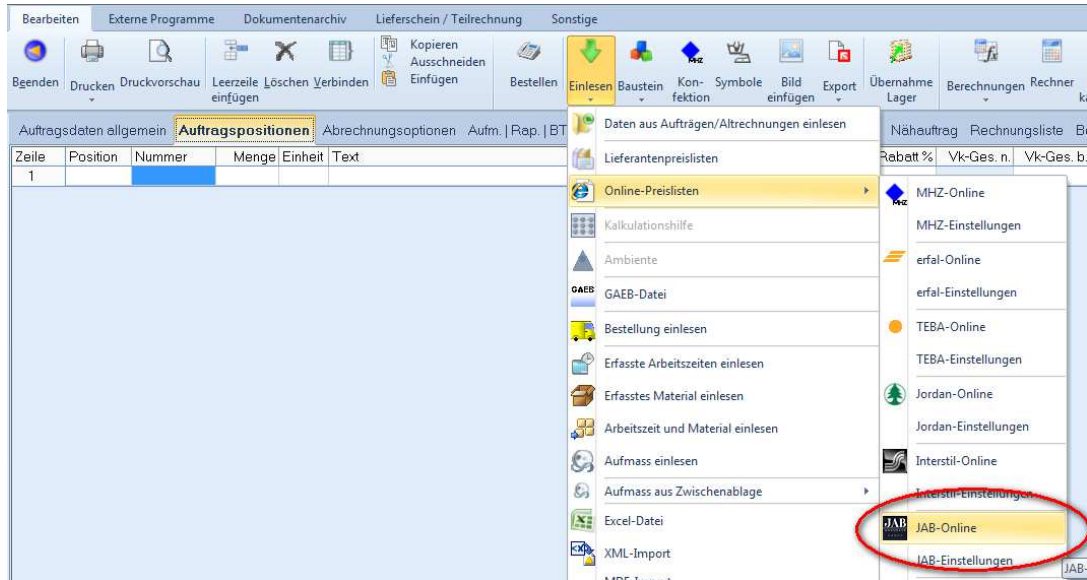 Bearbeiten Externe Programme Dokumentenarchiv Lieferschein / Teilrechnung Sonstige
Kopieren
Ausschneiden
Einfügen
Beenden Drucken Druckvorschau Leerzeile einfügen Löschen Verbinden Bestellen Einlesen Baustein Kon-fektion Symbole Bild einfügen Export Übernahme Lager Berechnungen Rechner
MHZ
Auftragsdaten allgemein Auftragspositionen Abrechnungsoptionen Aufm. | Rap. | BT Nähauftrag Rechnungsliste
Zeile Position Nummer Menge Einheit Text Rabatt % Vk-Ges. n. Vk-Ges. b.
1
Daten aus Aufträgen/Altrechnungen einlesen
Lieferantenpreislisten
Online-Preislisten
Kalkulationshilfe
Ambiente
GAEB GAEB-Datei
Bestellung einlesen
Erfasste Arbeitszeiten einlesen
Erfasstes Material einlesen
Arbeitszeit und Material einlesen
Aufmass einlesen
Aufmass aus Zwischenablage
Excel-Datei
XML-Import
MHZ MHZ-Online
MHZ-Einstellungen
erfal-Online
erfal-Einstellungen
TEBA-Online
TEBA-Einstellungen
Jordan-Online
Jordan-Einstellungen
Interstil-Online
Interstil-Einstellungen
JAB JAB-Online
JAB-Einstellungen
JAB-